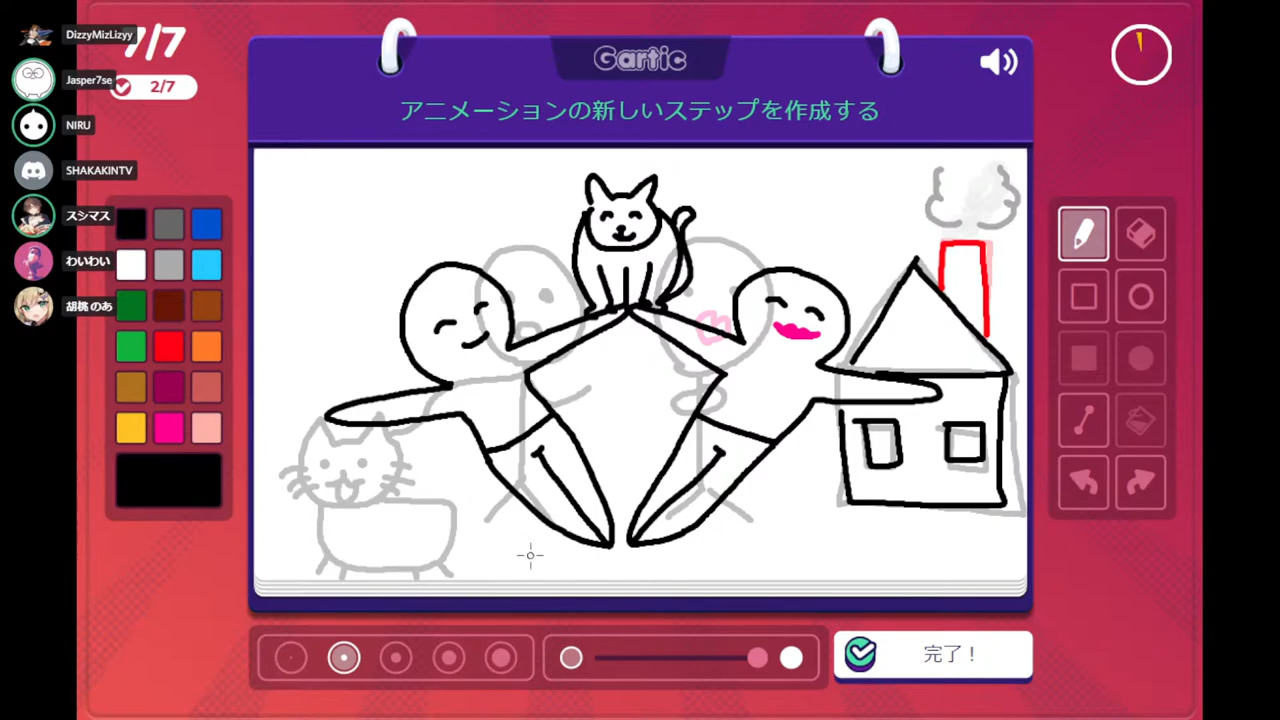 DizzyMizLizyy
Jasper7se
NIRU
SHAKAKINTV
スシマス
わいわい
胡桃のあ
7/7
2/7
Gartic
アニメーションの新しいステップを作成する
完了！